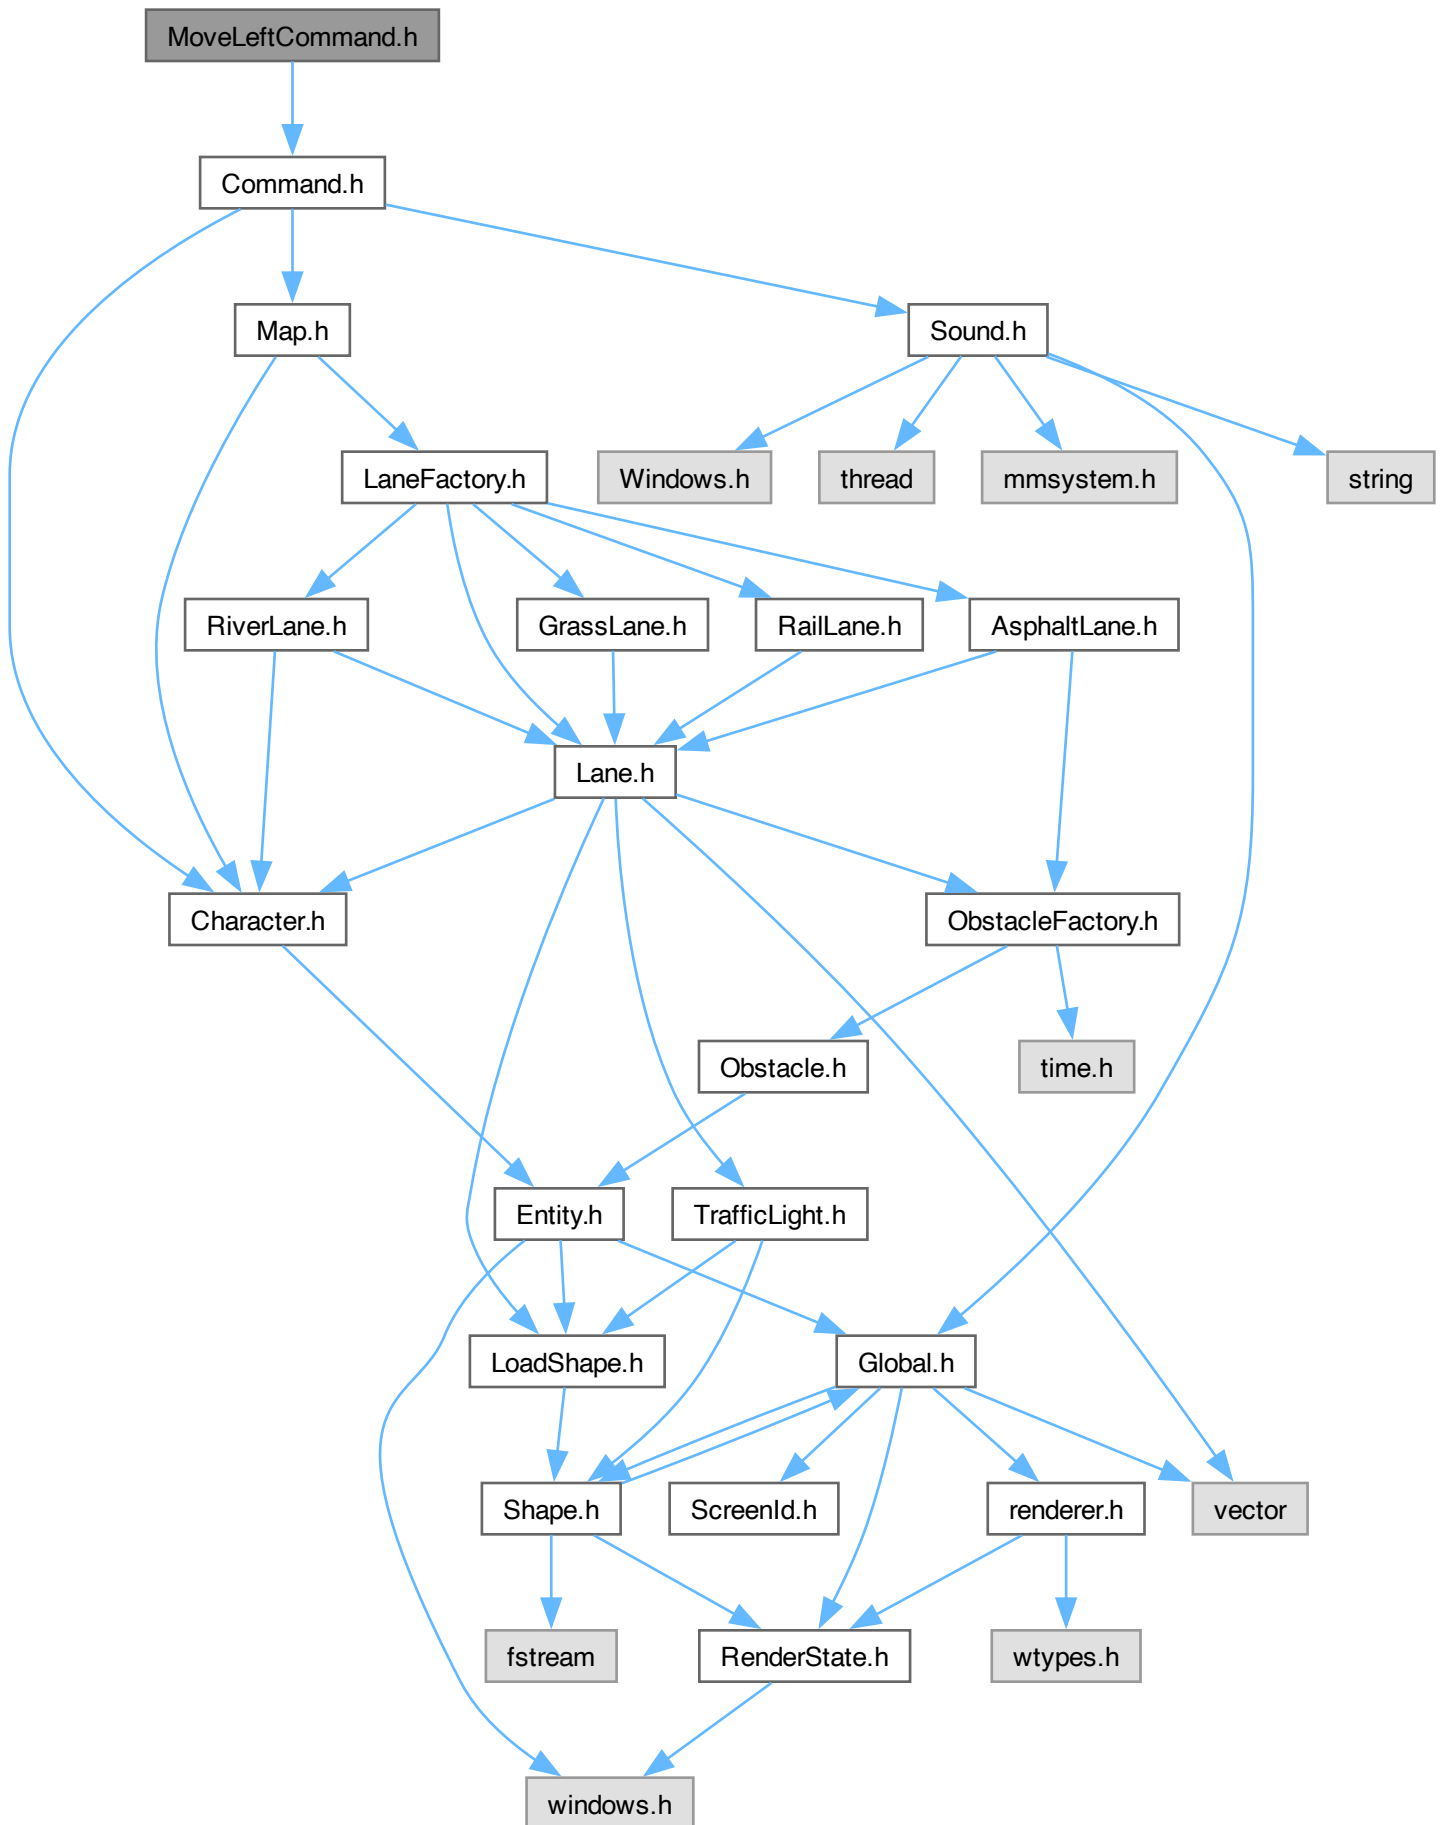 MoveLeftCommand.h
Command.h
Map.h
Sound.h
LaneFactory.h
Windows.h
thread
mmsystem.h
string
RiverLane.h
GrassLane.h
RailLane.h
AsphaltLane.h
Lane.h
Character.h
ObstacleFactory.h
Obstacle.h
time.h
Entity.h
TrafficLight.h
LoadShape.h
Global.h
Shape.h
ScreenId.h
renderer.h
vector
fstream
RenderState.h
wtypes.h
windows.h